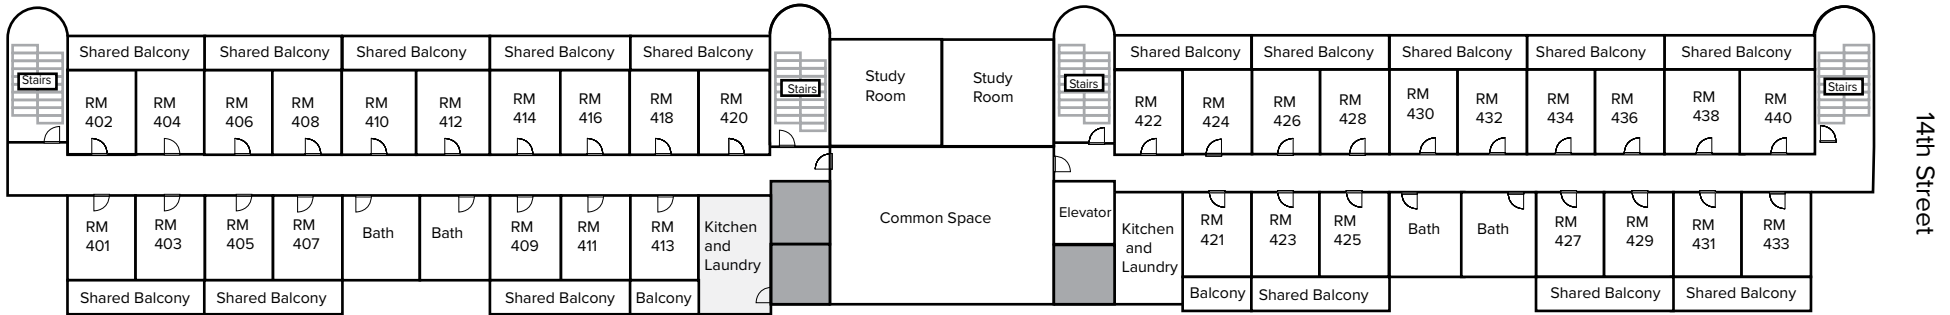 Shared Balcony
Shared Balcony
Shared Balcony
Shared Balcony
Shared Balcony
Shared Balcony
Shared Balcony
Shared Balcony
Shared Balcony
Shared Balcony
Stairs
RM
402
RM
404
RM
406
RM
408
RM
410
RM
412
RM
414
RM
416
RM
418
RM
420
Stairs
Study
Room
Study
Room
Stairs
RM
422
RM
424
RM
426
RM
428
RM
430
RM
432
RM
434
RM
436
RM
438
RM
440
Stairs
14th Street
RM
401
RM
403
RM
405
RM
407
Bath
Bath
RM
409
RM
411
RM
413
Kitchen
and
Laundry
Common Space
Elevator
Kitchen
and
Laundry
RM
421
RM
423
RM
425
Bath
Bath
RM
427
RM
429
RM
431
RM
433
Shared Balcony
Shared Balcony
Shared Balcony
Balcony
Balcony
Shared Balcony
Shared Balcony
Shared Balcony